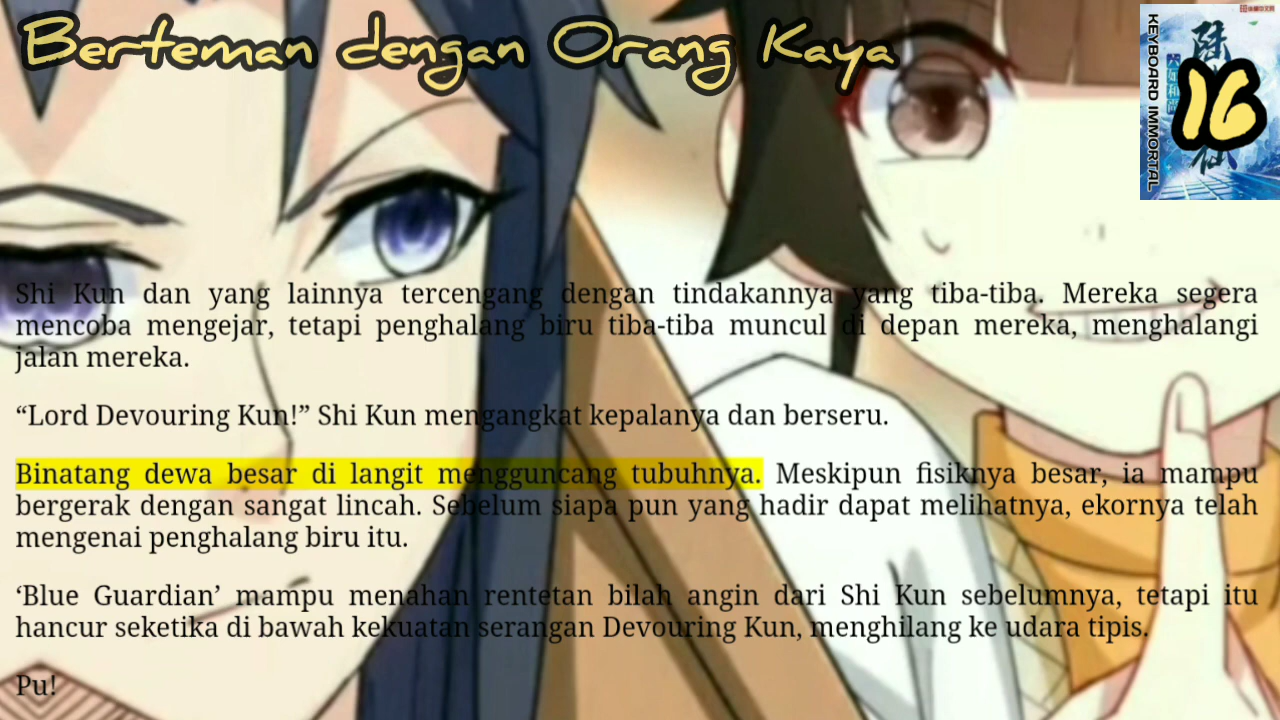 Berteman dengan Orang Kaya
KEYBOARD IMMORTAL
16
Shi Kun dan yang lainnya tercengang dengan tindakannya yang tiba-tiba. Mereka segera
mencoba mengejar, tetapi penghalang biru tiba-tiba muncul di depan mereka, menghalangi
jalan mereka.
“Lord Devouring Kun!” Shi Kun mengangkat kepalanya dan berseru.
Binatang dewa besar di langit mengguncang tubuhnya. Meskipun fisiknya besar, ia mampu
bergerak dengan sangat lincah. Sebelum siapa pun yang hadir dapat melihatnya, ekornya telah
mengenai penghalang biru itu.
‘Blue Guardian’ mampu menahan rentetan bilah angin dari Shi Kun sebelumnya, tetapi itu
hancur seketika di bawah kekuatan serangan Devouring Kun, menghilang ke udara tipis.
Pu!